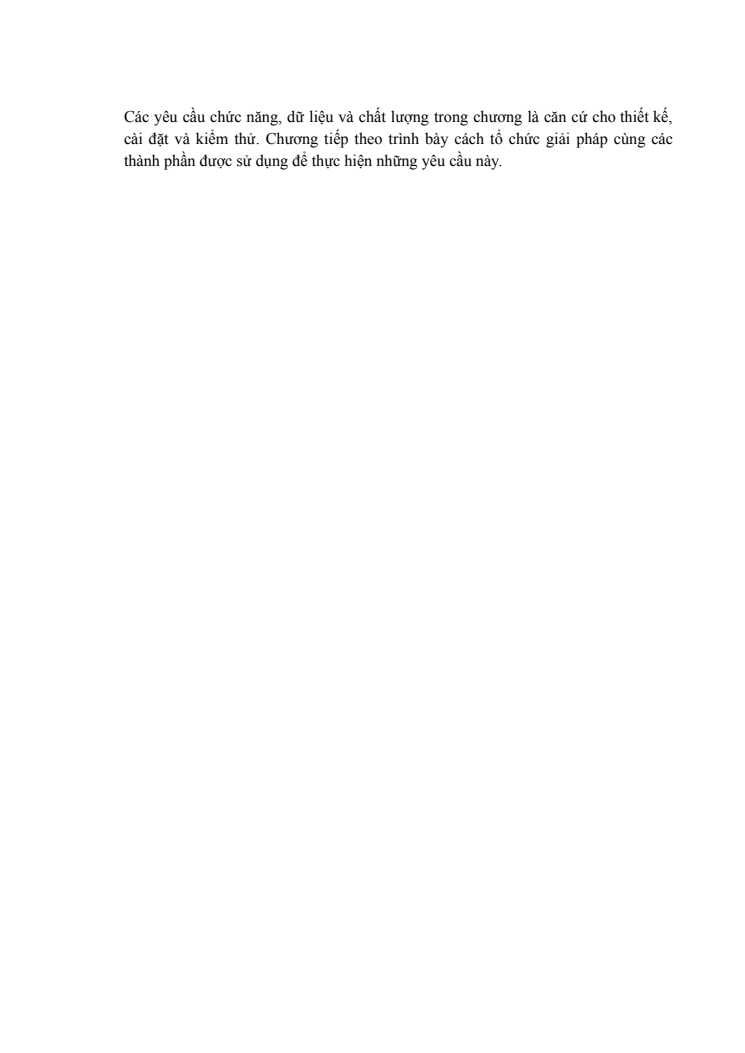 Các yêu cầu chức năng, dữ liệu và chất lượng trong chương là căn cứ cho thiết kế,
cài đặt và kiểm thử. Chương tiếp theo trình bày cách tổ chức giải pháp cùng các
thành phần được sử dụng để thực hiện những yêu cầu này.